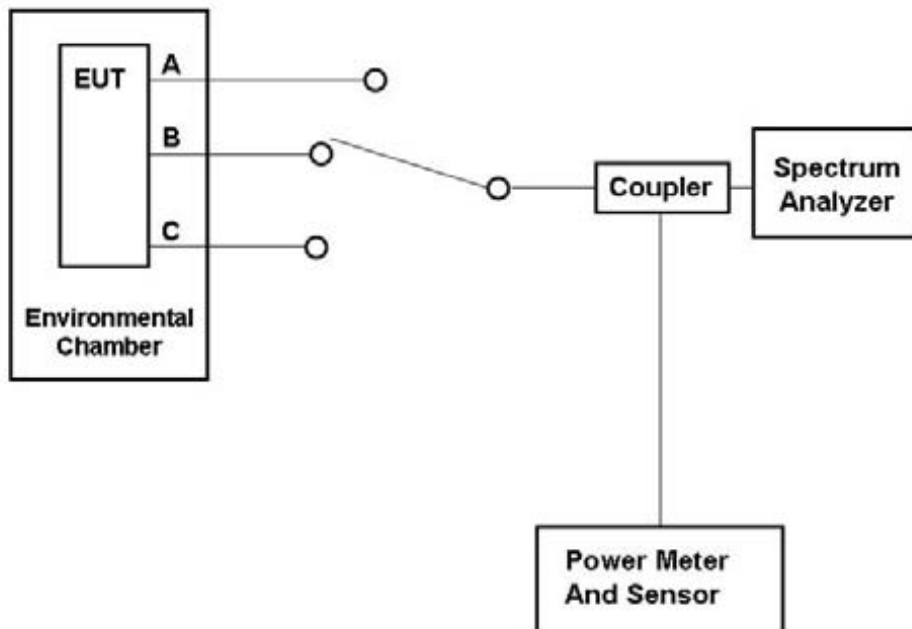 EUT
A
B
C
Environmental
Chamber
Coupler
Spectrum
Analyzer
Power Meter
And Sensor